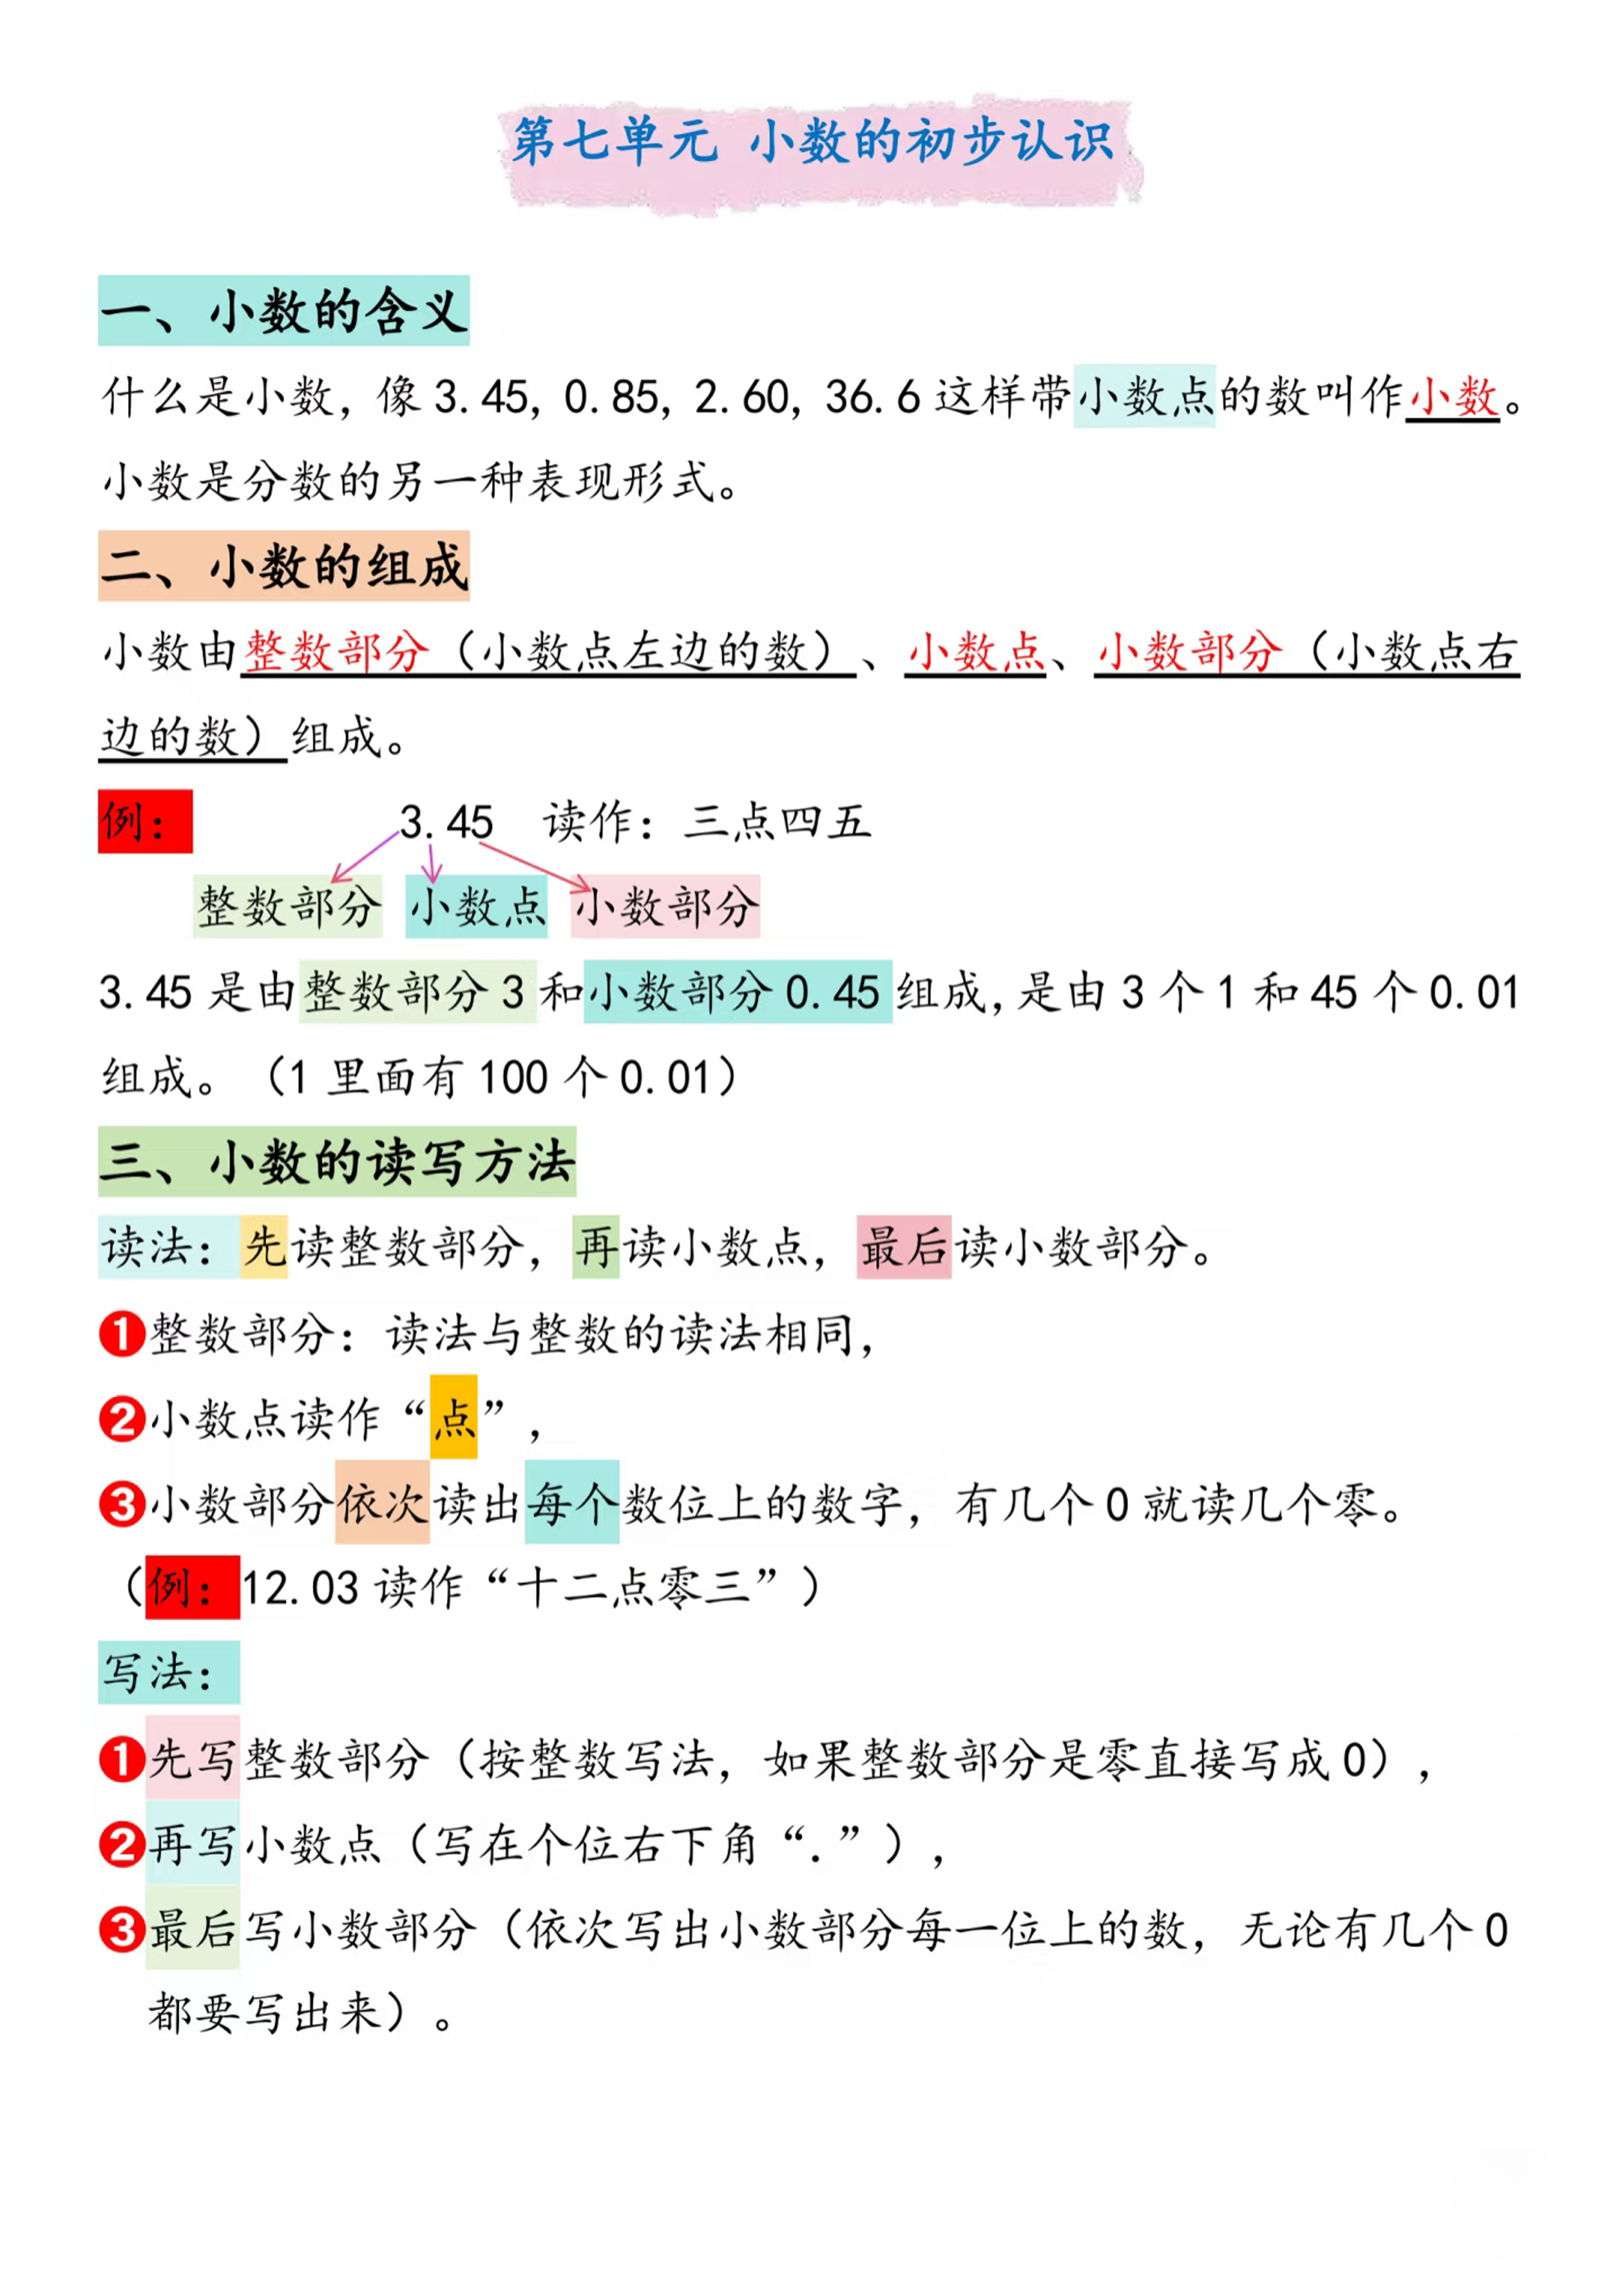 第七单元 小数的初步认识
一、小数的含义
什么是小数，像 3.45, 0.85, 2.60, 36.6 这样带小数点的数叫作小数。
小数是分数的另一种表现形式。
二、小数的组成
小数由整数部分（小数点左边的数）、小数点、小数部分（小数点右
边的数）组成。
例： 3.45 读作：三点四五
整数部分 小数点 小数部分
3.45 是由整数部分 3 和小数部分 0.45 组成，是由 3 个 1 和 45 个 0.01
组成。（1 里面有 100 个 0.01）
三、小数的读写方法
读法：先读整数部分，再读小数点，最后读小数部分。
❶整数部分：读法与整数的读法相同，
❷小数点读作“点”，
❸小数部分依次读出每个数位上的数字，有几个 0 就读几个零。
（例：12.03 读作“十二点零三”）
写法：
❶先写整数部分（按整数写法，如果整数部分是零直接写成 0），
❷再写小数点（写在个位右下角“.”），
❸最后写小数部分（依次写出小数部分每一位上的数，无论有几个 0
都要写出来）。